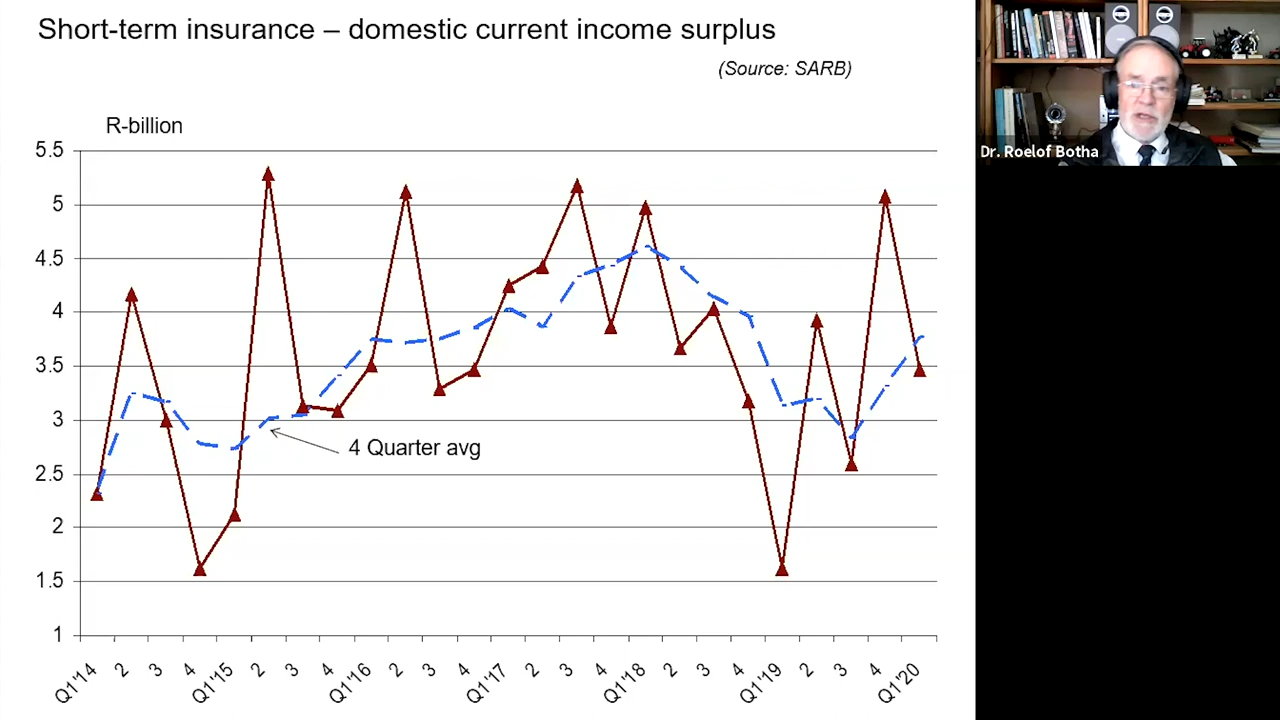 Short-term insurance – domestic current income surplus
(Source: SARB)
Dr. Roelof Botha
R-billion
5.5
5
4.5
4
3.5
3
2.5
2
1.5
1
4 Quarter avg
Q1'14 2 3 4 Q1'15 2 3 4 Q1'16 2 3 4 Q1'17 2 3 4 Q1'18 2 3 4 Q1'19 2 3 4 Q1'20